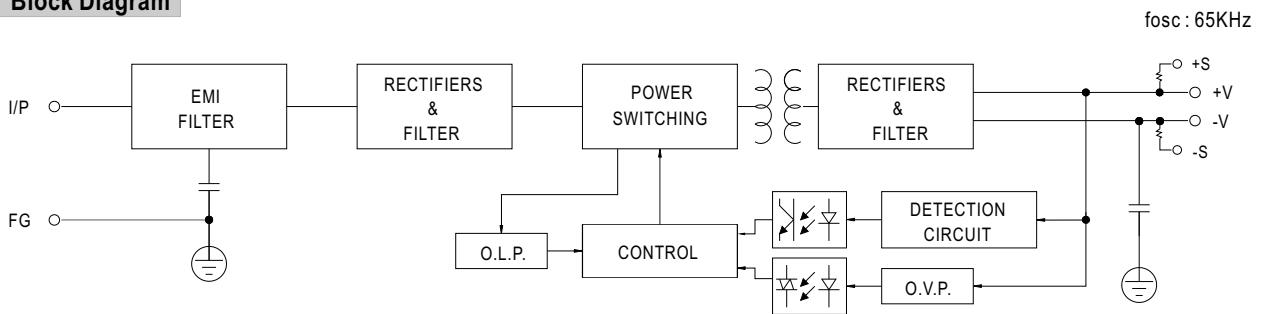 Block Diagram
fosc : 65KHz
I/P
EMI
FILTER
RECTIFIERS
&
FILTER
POWER
SWITCHING
RECTIFIERS
&
FILTER
+S
+V
-V
-S
FG
O.L.P.
CONTROL
DETECTION
CIRCUIT
O.V.P.